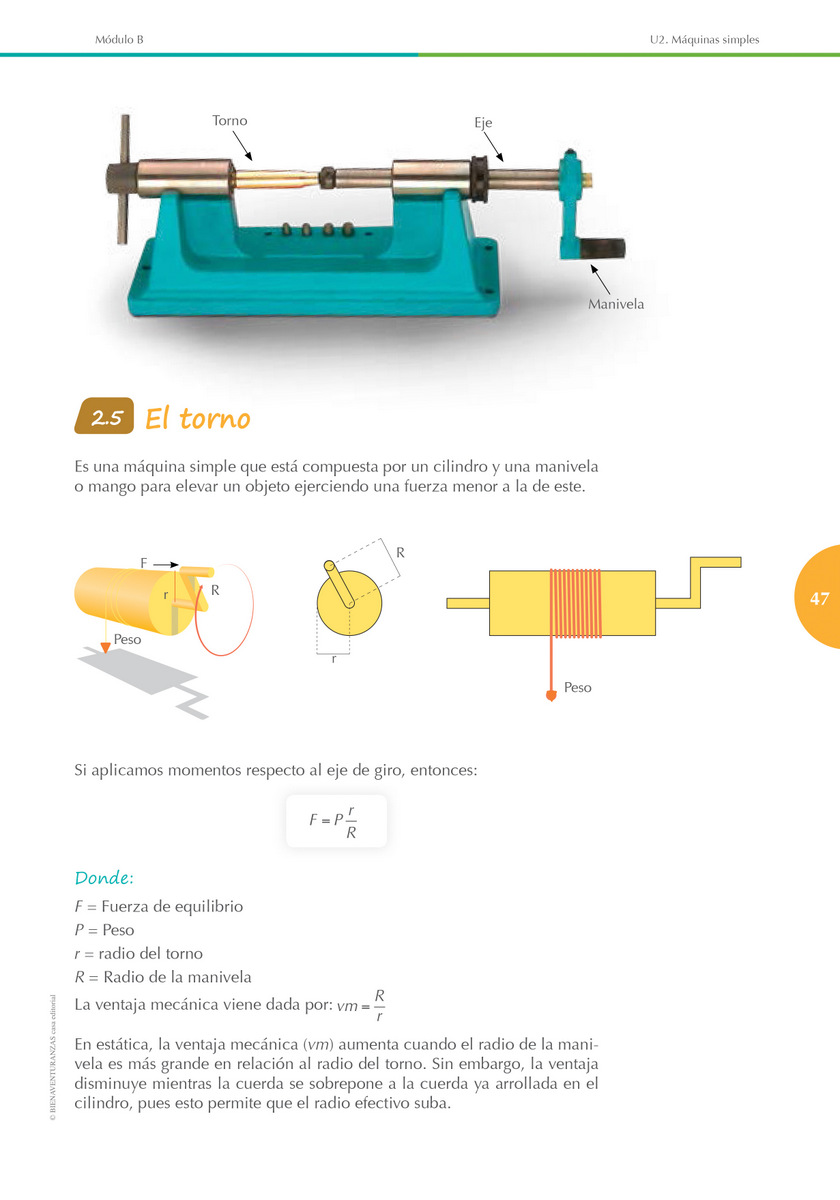 Módulo B
U2. Máquinas simples
Torno
Eje
Manivela
2.5 El torno
Es una máquina simple que está compuesta por un cilindro y una manivela
o mango para elevar un objeto ejerciendo una fuerza menor a la de este.
F
r
R
Peso
R
r
Peso
47
Si aplicamos momentos respecto al eje de giro, entonces:
F = P r/R
Donde:
F = Fuerza de equilibrio
P = Peso
r = radio del torno
R = Radio de la manivela
La ventaja mecánica viene dada por: vm = R/r
En estática, la ventaja mecánica (vm) aumenta cuando el radio de la mani-
vela es más grande en relación al radio del torno. Sin embargo, la ventaja
disminuye mientras la cuerda se sobrepone a la cuerda ya arrollada en el
cilindro, pues esto permite que el radio efectivo suba.
© BIENAVENTURANZAS casa editorial